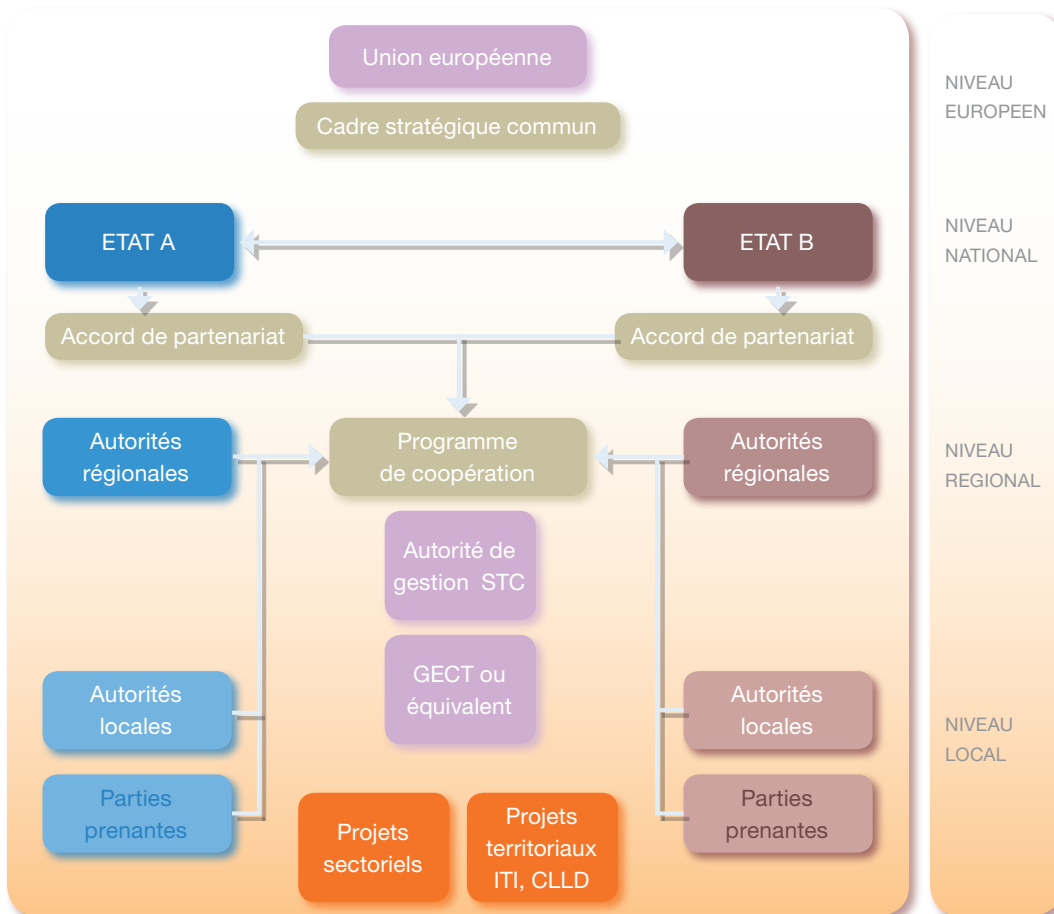 Union européenne
Cadre stratégique commun
NIVEAU
EUROPEEN
ETAT A
ETAT B
NIVEAU
NATIONAL
Accord de partenariat
Accord de partenariat
Autorités
régionales
Programme
de coopération
Autorités
régionales
NIVEAU
REGIONAL
Autorité de
gestion STC
GECT ou
équivalent
Autorités
locales
Autorités
locales
NIVEAU
LOCAL
Parties
prenantes
Projets
sectoriels
Projets
territoriaux
ITI, CLLD
Parties
prenantes